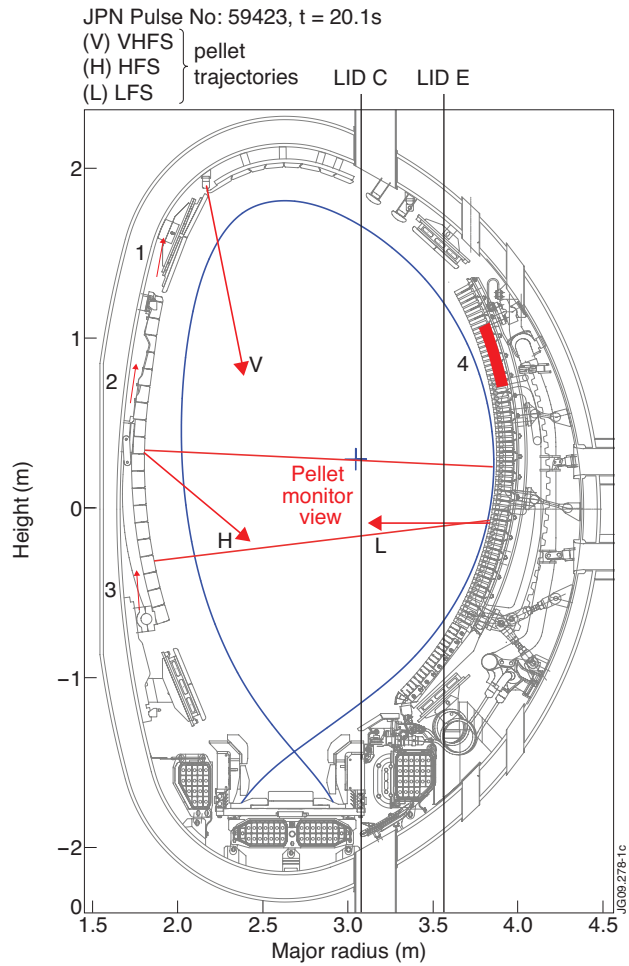 JPN Pulse No: 59423, t = 20.1s
(V) VHFS
(H) HFS
(L) LFS
pellet
trajectories
LID C
LID E
2
1
0
−1
−2
0
Height (m)
1
2
3
4
V
H
L
Pellet
monitor
view
1.5 2.0 2.5 3.0 3.5 4.0 4.5
Major radius (m)
JG09.278-1c